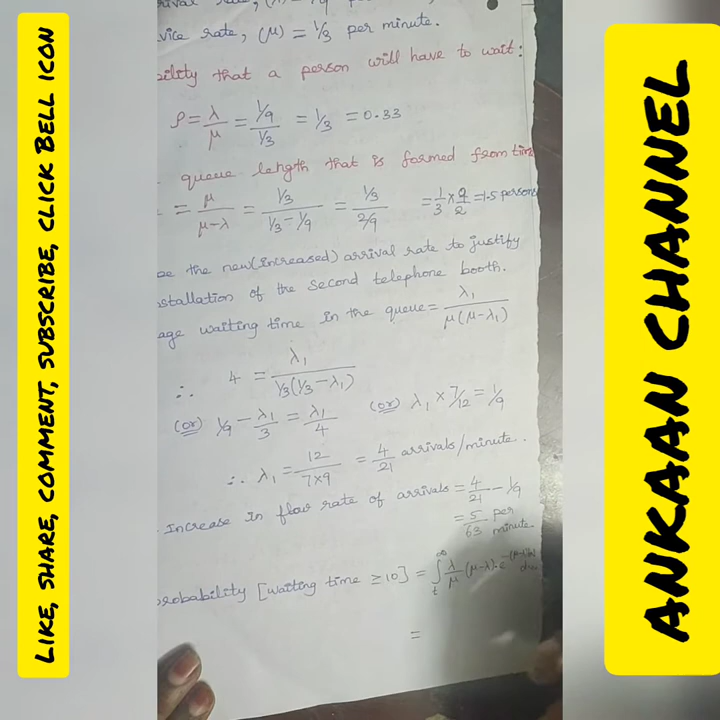 LIKE, SHARE, COMMENT, SUBSCRIBE, CLICK BELL ICON
vice rate, (μ) = 1/3 per minute.
bility that a person will have to wait:
ρ = λ/μ = (1/9)/(1/3) = 1/3 = 0.33
queue length that is formed from time
= μ/(μ-λ) = (1/3)/(1/3-1/9) = (1/3)/(2/9) = 1/3 × 9/2 = 1.5 persons
be the new (increased) arrival rate to justify
stallation of the second telephone booth.
age waiting time in the queue = λ₁/(μ(μ-λ₁))
∴ 4 = λ₁/(1/3(1/3-λ₁))
(or) 1/9 - λ₁/3 = λ₁/4 (or) λ₁ × 7/12 = 1/9
∴ λ₁ = 12/(7×9) = 4/21 arrivals/minute.
. Increase in flow rate of arrivals = 4/21 - 1/9
= 5/63 per minute
probability [waiting time ≥ 10] = ∫ₜ^∞ λ/μ (μ-λ).e
=
ANKAAN CHANNEL